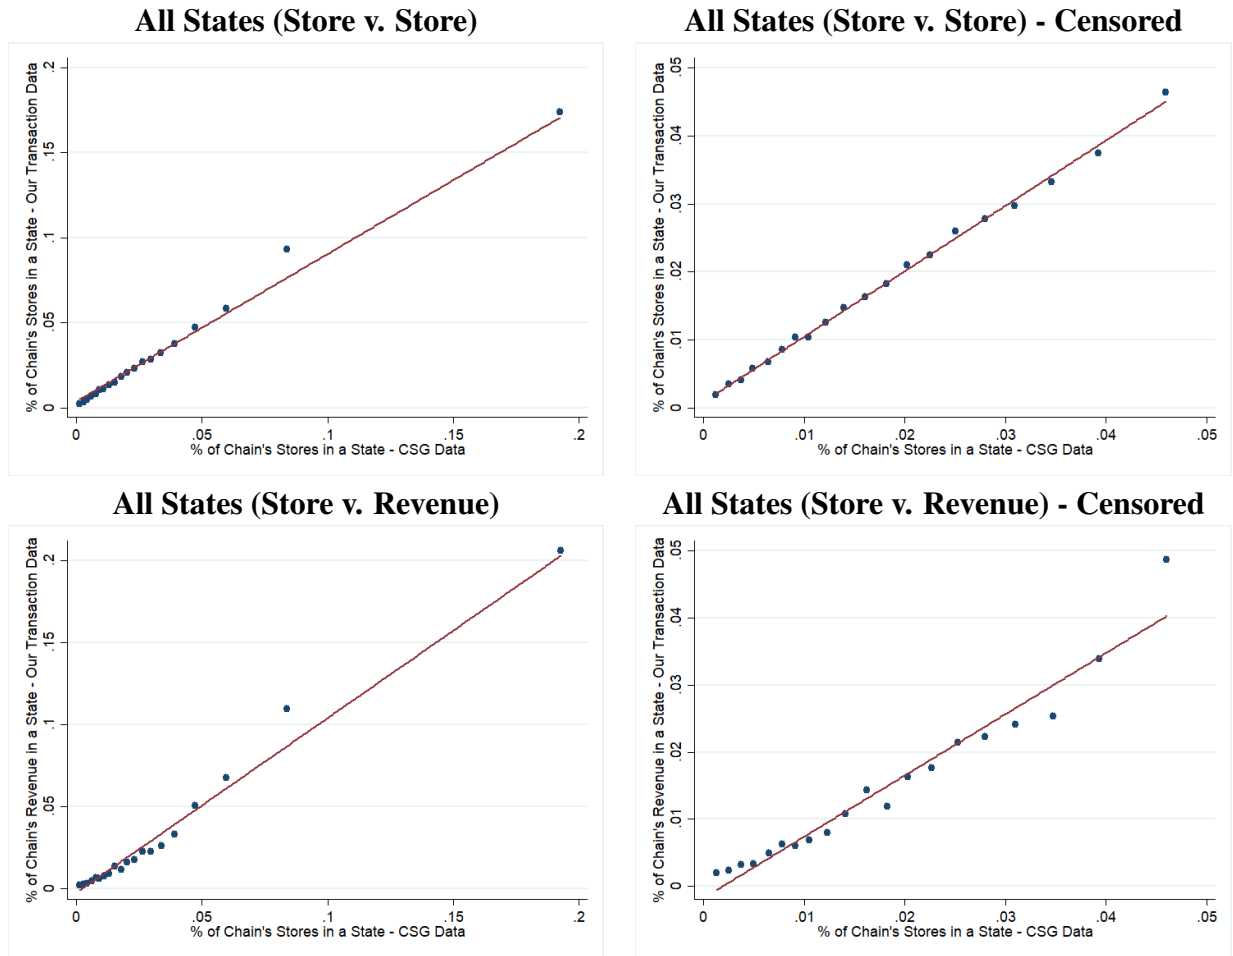 All States (Store v. Store)
% of Chain's Stores in a State - Our Transaction Data
.2
.15
.1
.05
0
0 .05 .1 .15 .2
% of Chain's Stores in a State - CSG Data
All States (Store v. Store) - Censored
% of Chain's Stores in a State - Our Transaction Data
.05
.04
.03
.02
.01
0
0 .01 .02 .03 .04 .05
% of Chain's Stores in a State - CSG Data
All States (Store v. Revenue)
% of Chain's Revenue in a State - Our Transaction Data
.2
.15
.1
.05
0
0 .05 .1 .15 .2
% of Chain's Stores in a State - CSG Data
All States (Store v. Revenue) - Censored
% of Chain's Revenue in a State - Our Transaction Data
.05
.04
.03
.02
.01
0
0 .01 .02 .03 .04 .05
% of Chain's Stores in a State - CSG Data